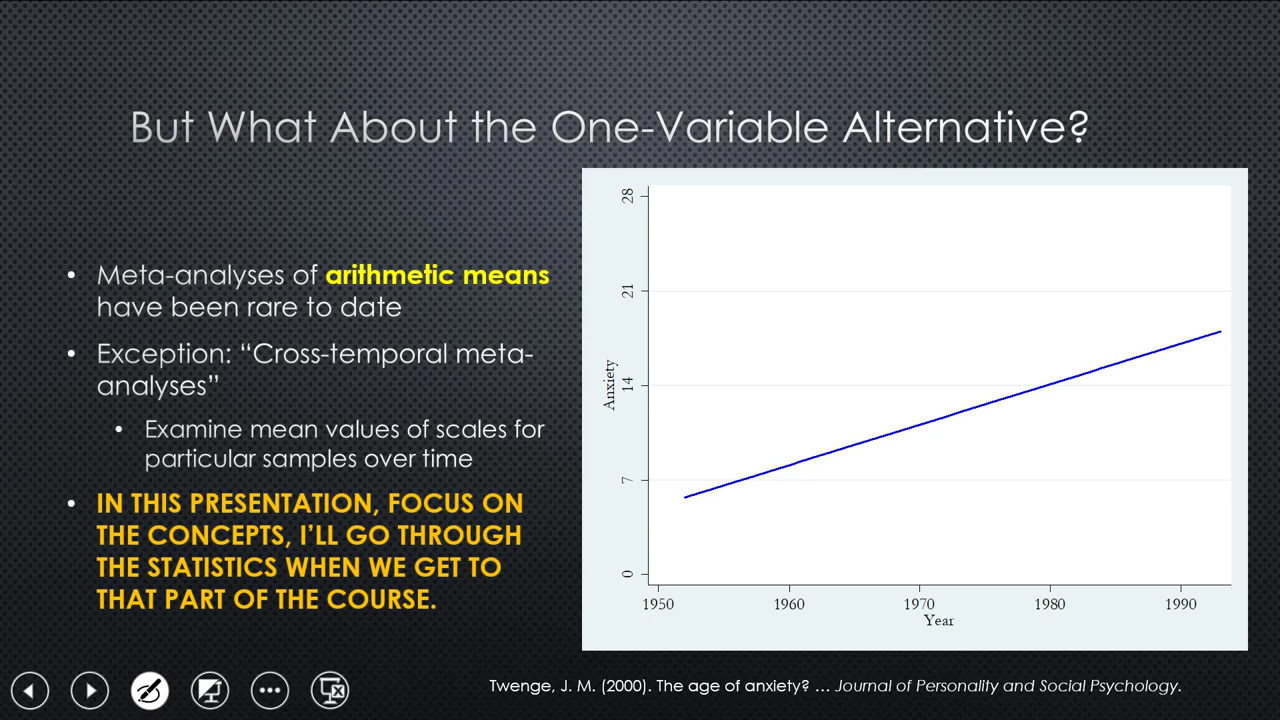 But What About the One-Variable Alternative?
• Meta-analyses of arithmetic means
have been rare to date
• Exception: “Cross-temporal meta-
analyses”
• Examine mean values of scales for
particular samples over time
• IN THIS PRESENTATION, FOCUS ON
THE CONCEPTS, I’LL GO THROUGH
THE STATISTICS WHEN WE GET TO
THAT PART OF THE COURSE.
28
21
14
7
0
Anxiety
1950 1960 1970 1980 1990
Year
Twenge, J. M. (2000). The age of anxiety? … Journal of Personality and Social Psychology.